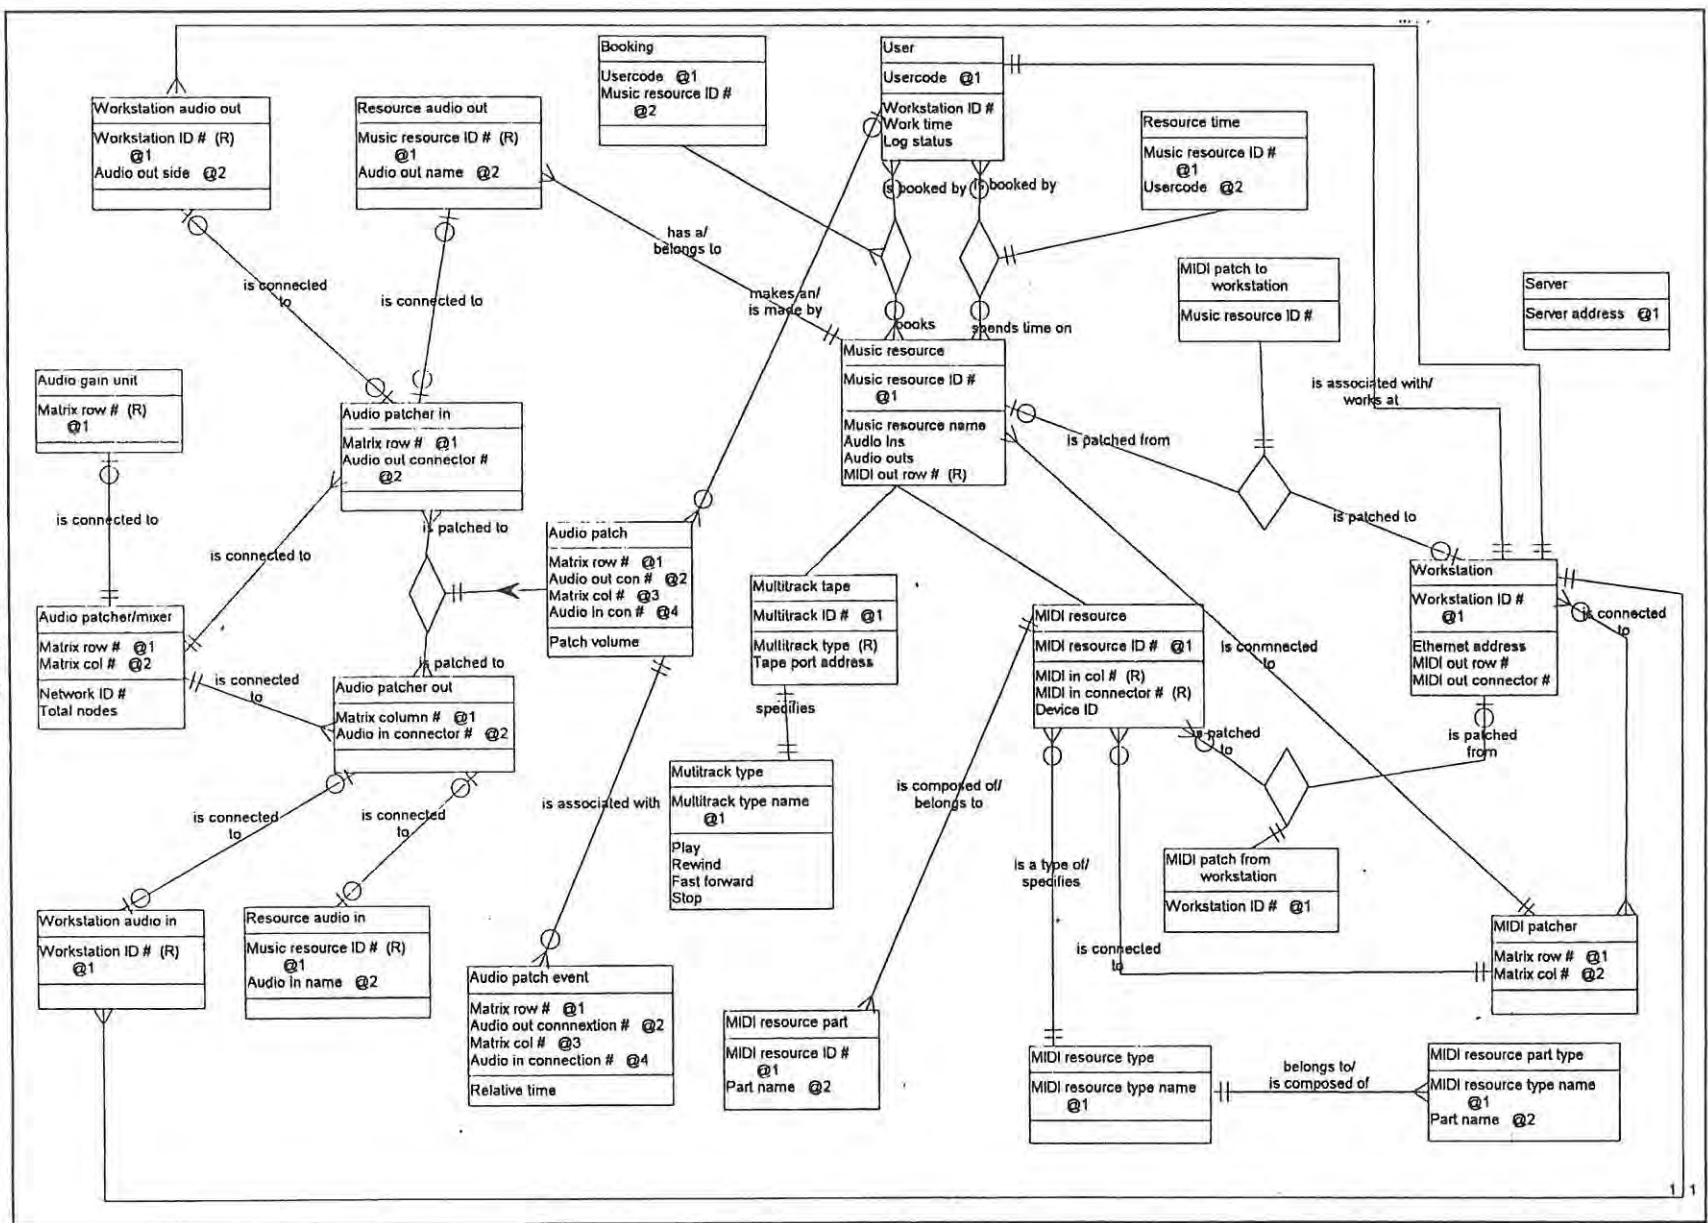 Booking
Usercode @1
Music resource ID #
@2
User
Usercode @1
Workstation ID #
Work time
Log status
Workstation audio out
Workstation ID # (R)
@1
Audio out side @2
Resource audio out
Music resource ID # (R)
@1
Audio out name @2
Resource time
Music resource ID #
@1
Usercode @2
is booked by
is booked by
has a/
belongs to
MIDI patch to
workstation
Music resource ID #
Server
Server address @1
is connected
to
is connected to
makes an/
is made by
books
spends time on
Music resource
Music resource ID #
@1
Music resource name
Audio Ins
Audio outs
MIDI out row # (R)
Audio gain unit
Matrix row # (R)
@1
is associated with/
works at
Audio patcher in
Matrix row # @1
Audio out connector #
@2
is patched from
is connected to
is patched to
is patched to
is connected to
Audio patch
Matrix row # @1
Audio out con # @2
Matrix col # @3
Audio In con # @4
Patch volume
Workstation
Workstation ID #
@1
Ethernet address
MIDI out row #
MIDI out connector #
Multitrack tape
Multitrack ID # @1
Multitrack type (R)
Tape port address
MIDI resource
MIDI resource ID # @1
MIDI in col # (R)
MIDI in connector # (R)
Device ID
is connected
to
Audio patcher/mixer
Matrix row # @1
Matrix col # @2
Network ID #
Total nodes
is connected
to
is patched to
is conmnected
to
Audio patcher out
Matrix column # @1
Audio in connector # @2
specifies
is patched
to
is patched
from
Mutitrack type
Multitrack type name
@1
Play
Rewind
Fast forward
Stop
is composed of/
belongs to
is associated with
is connected
to
is connected
to
is a type of/
specifies
MIDI patch from
workstation
Workstation ID # @1
Workstation audio in
Workstation ID # (R)
@1
Resource audio in
Music resource ID # (R)
@1
Audio in name @2
MIDI patcher
Matrix row # @1
Matrix col # @2
is connected
to
Audio patch event
Matrix row # @1
Audio out connnextion # @2
Matrix col # @3
Audio in connection # @4
Relative time
MIDI resource part
MIDI resource ID #
@1
Part name @2
MIDI resource type
MIDI resource type name
@1
belongs to/
is composed of
MIDI resource part type
MIDI resource type name
@1
Part name @2
1 1